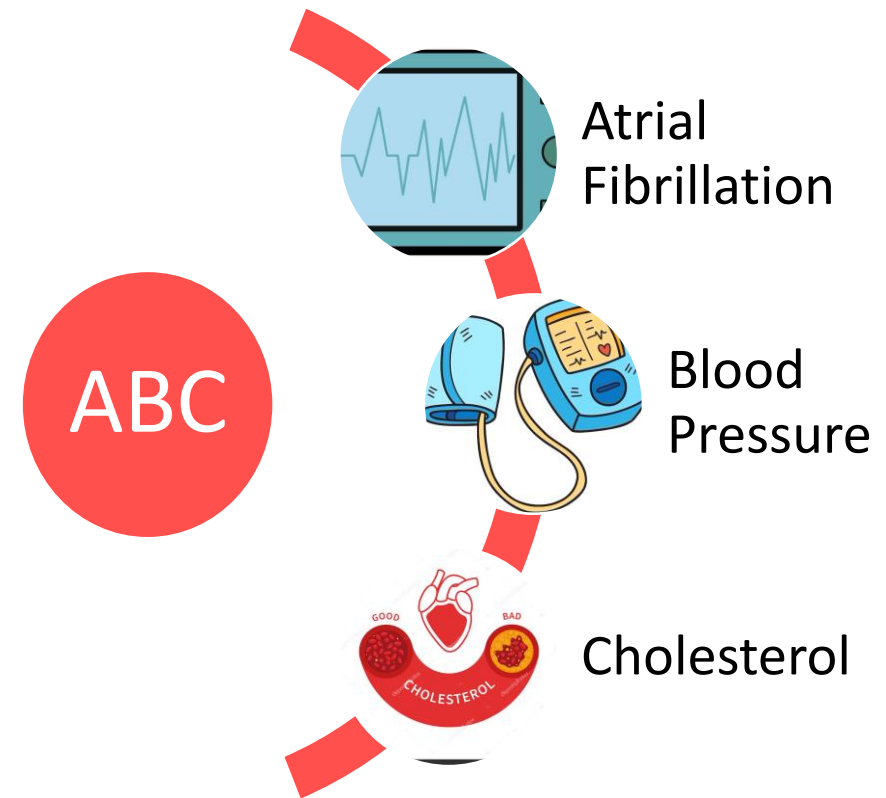 ABC
Atrial
Fibrillation
Blood
Pressure
GOOD
BAD
CHOLESTEROL
Cholesterol